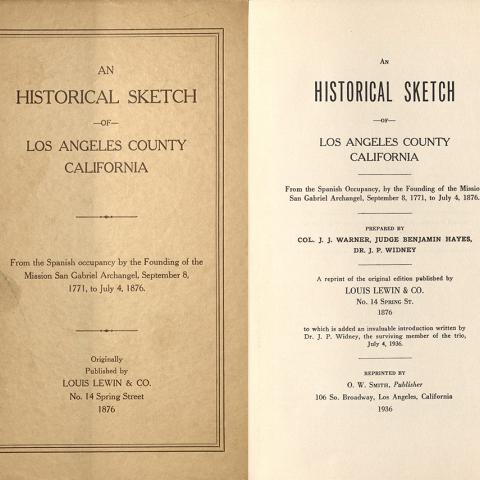 AN
HISTORICAL SKETCH
—OF—
LOS ANGELES COUNTY
CALIFORNIA
From the Spanish occupancy by the Founding of the
Mission San Gabriel Archangel, September 8,
1771, to July 4, 1876.
Originally
Published by
LOUIS LEWIN & CO.
No. 14 Spring Street
1876
AN
HISTORICAL SKETCH
—OF—
LOS ANGELES COUNTY
CALIFORNIA
From the Spanish Occupancy, by the Founding of the Missio
San Gabriel Archangel, September 8, 1771, to July 4, 1876.
PREPARED BY
COL. J. J. WARNER, JUDGE BENJAMIN HAYES,
DR. J. P. WIDNEY
A reprint of the original edition published by
LOUIS LEWIN & CO.
No. 14 SPRING ST.
1876
to which is added an invaluable introduction written by
Dr. J. P. Widney, the surviving member of the trio,
July 4, 1936.
REPRINTED BY
O. W. SMITH, Publisher
106 So. Broadway, Los Angeles, California
1936